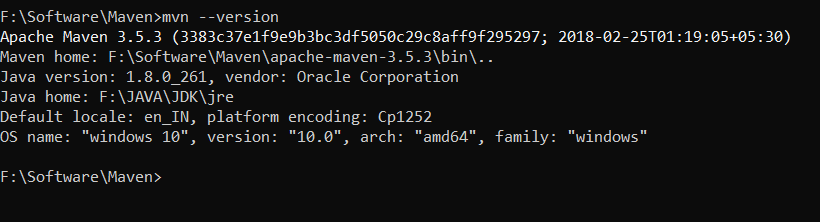 F:\Software\Maven>mvn --version
Apache Maven 3.5.3 (3383c37e1f9e9b3bc3df5050c29c8aff9f295297; 2018-02-25T01:19:05+05:30)
Maven home: F:\Software\Maven\apache-maven-3.5.3\bin\..
Java version: 1.8.0_261, vendor: Oracle Corporation
Java home: F:\JAVA\JDK\jre
Default locale: en_IN, platform encoding: Cp1252
OS name: "windows 10", version: "10.0", arch: "amd64", family: "windows"
F:\Software\Maven>